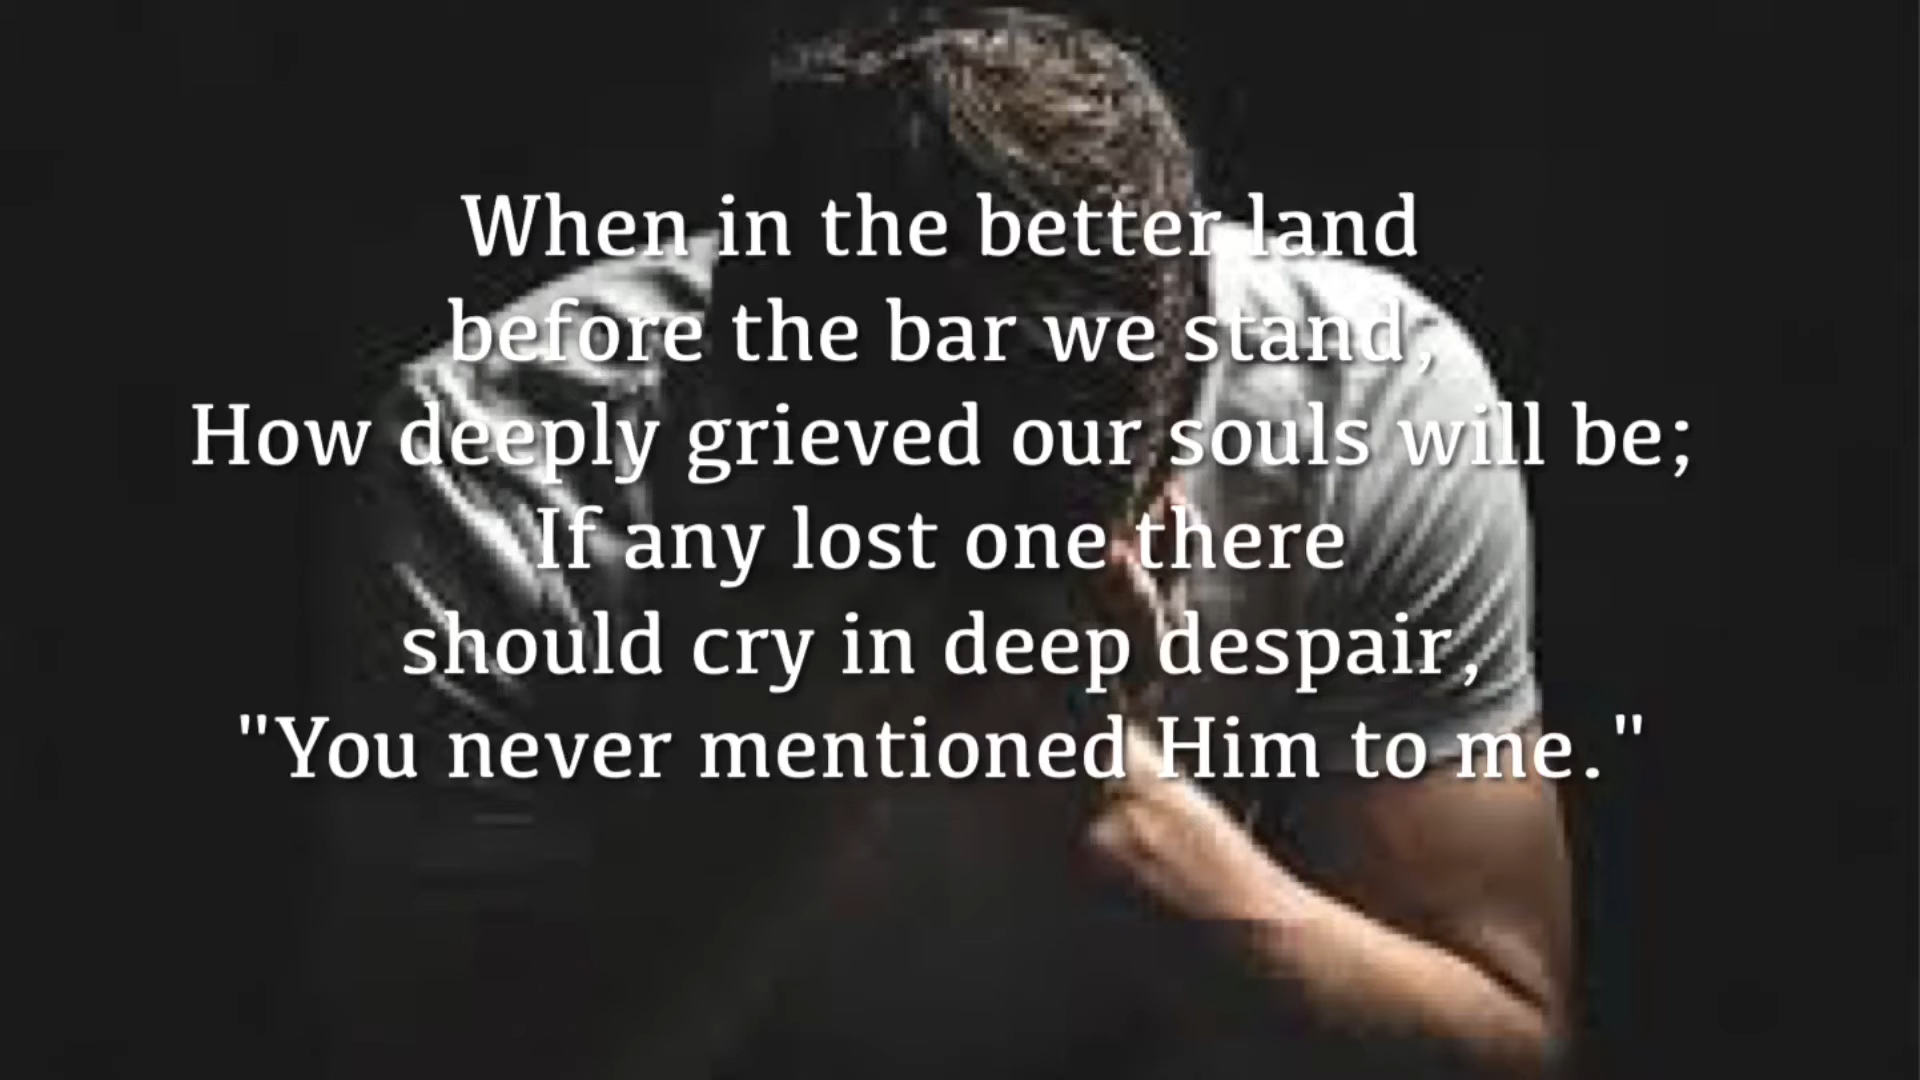 When in the better land
before the bar we stand,
How deeply grieved our souls will be;
If any lost one there
should cry in deep despair,
"You never mentioned Him to me."